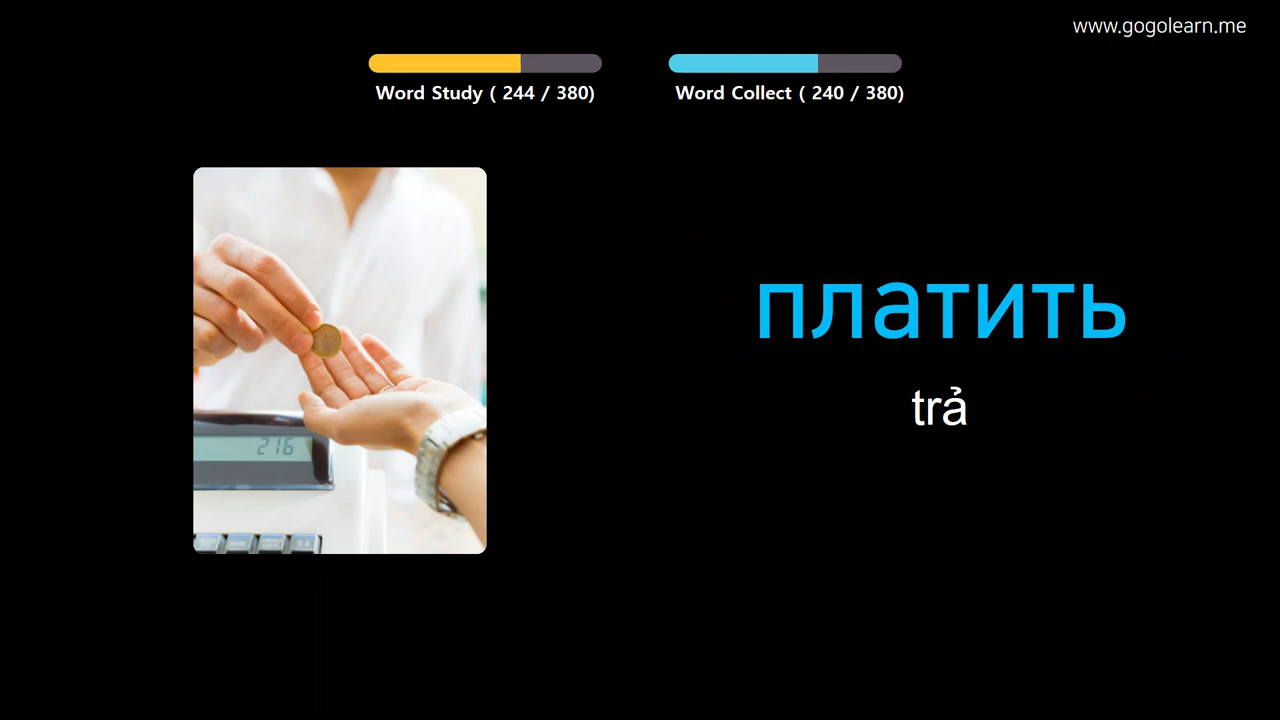 www.gogolearn.me
Word Study ( 244 / 380)
Word Collect ( 240 / 380)
платить
trả
216